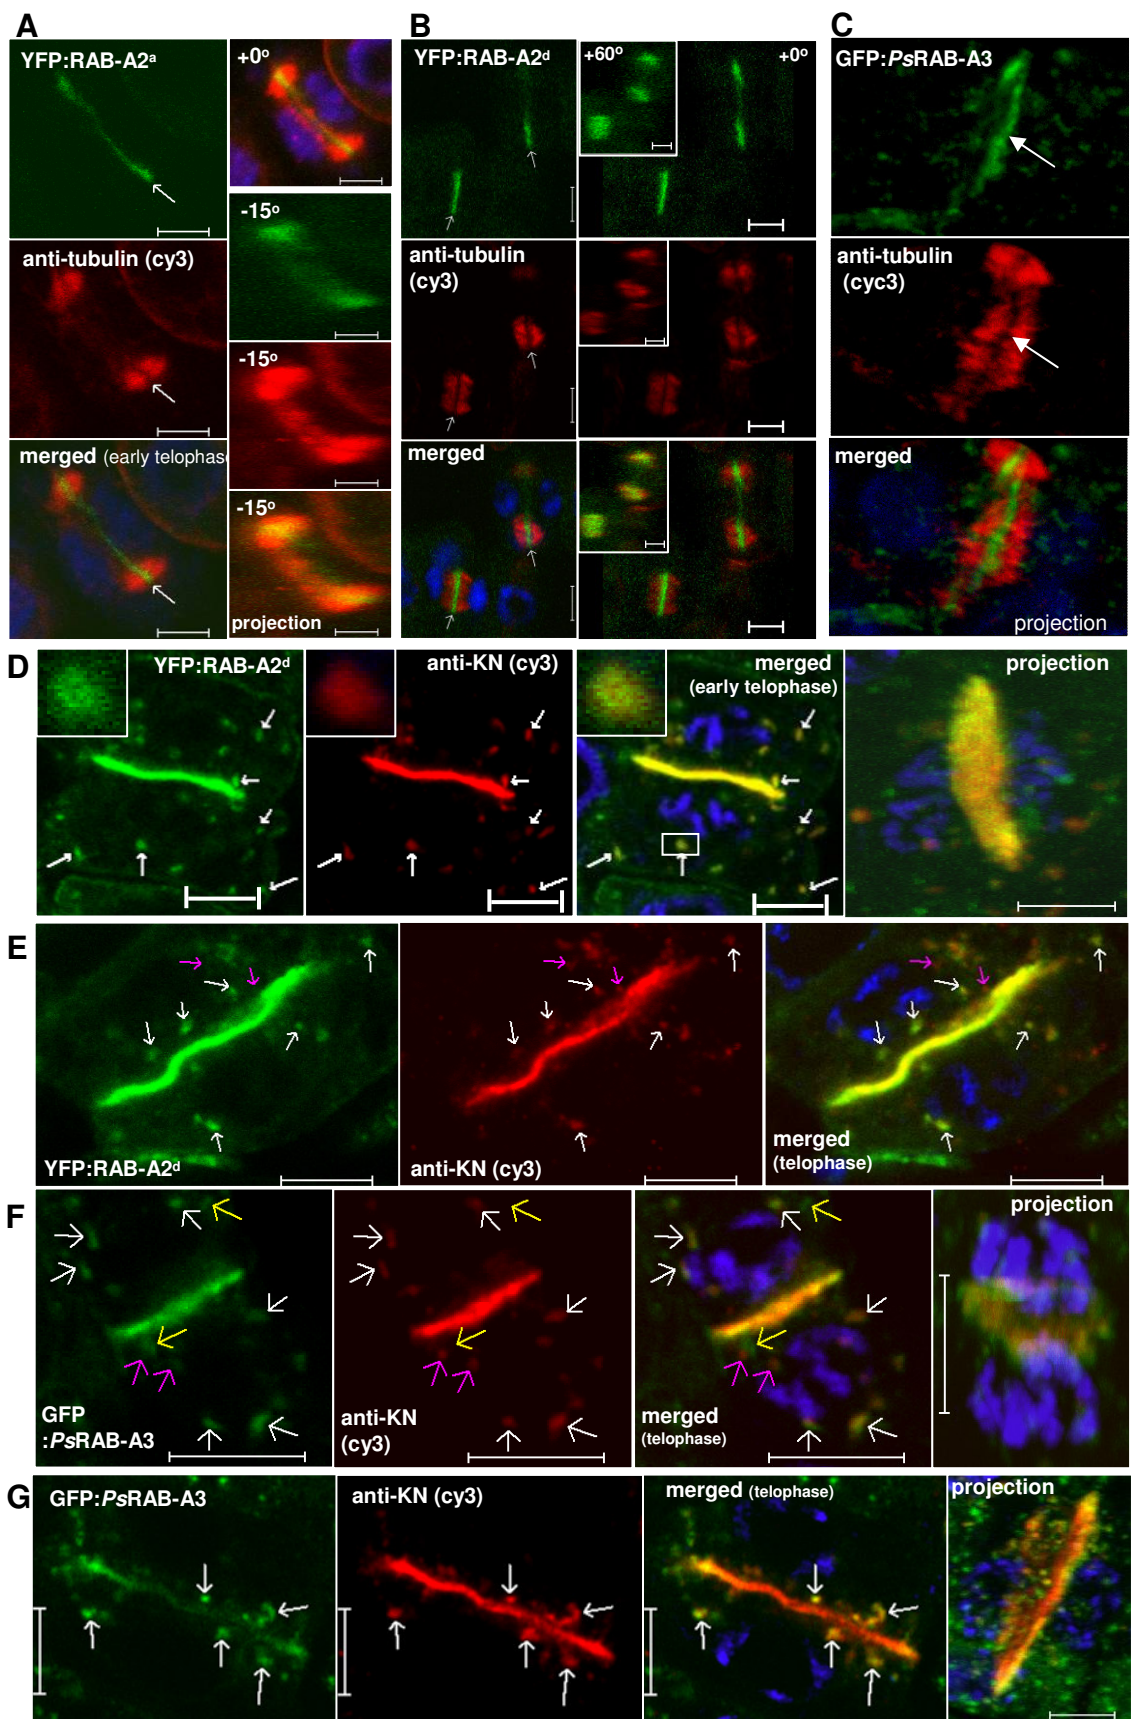 A
YFP:RAB-A2ᵃ
+0º
-15º
anti-tubulin (cy3)
-15º
merged (early telophase
-15º
projection
B
YFP:RAB-A2ᵈ
+60º
+0º
anti-tubulin
(cy3)
merged
C
GFP:PsRAB-A3
anti-tubulin
(cyc3)
merged
projection
D
YFP:RAB-A2ᵈ
anti-KN (cy3)
merged
(early telophase)
projection
E
YFP:RAB-A2ᵈ
anti-KN (cy3)
merged
(telophase)
F
GFP
:PsRAB-A3
anti-KN
(cy3)
merged
(telophase)
projection
G
GFP:PsRAB-A3
anti-KN (cy3)
merged (telophase)
projection